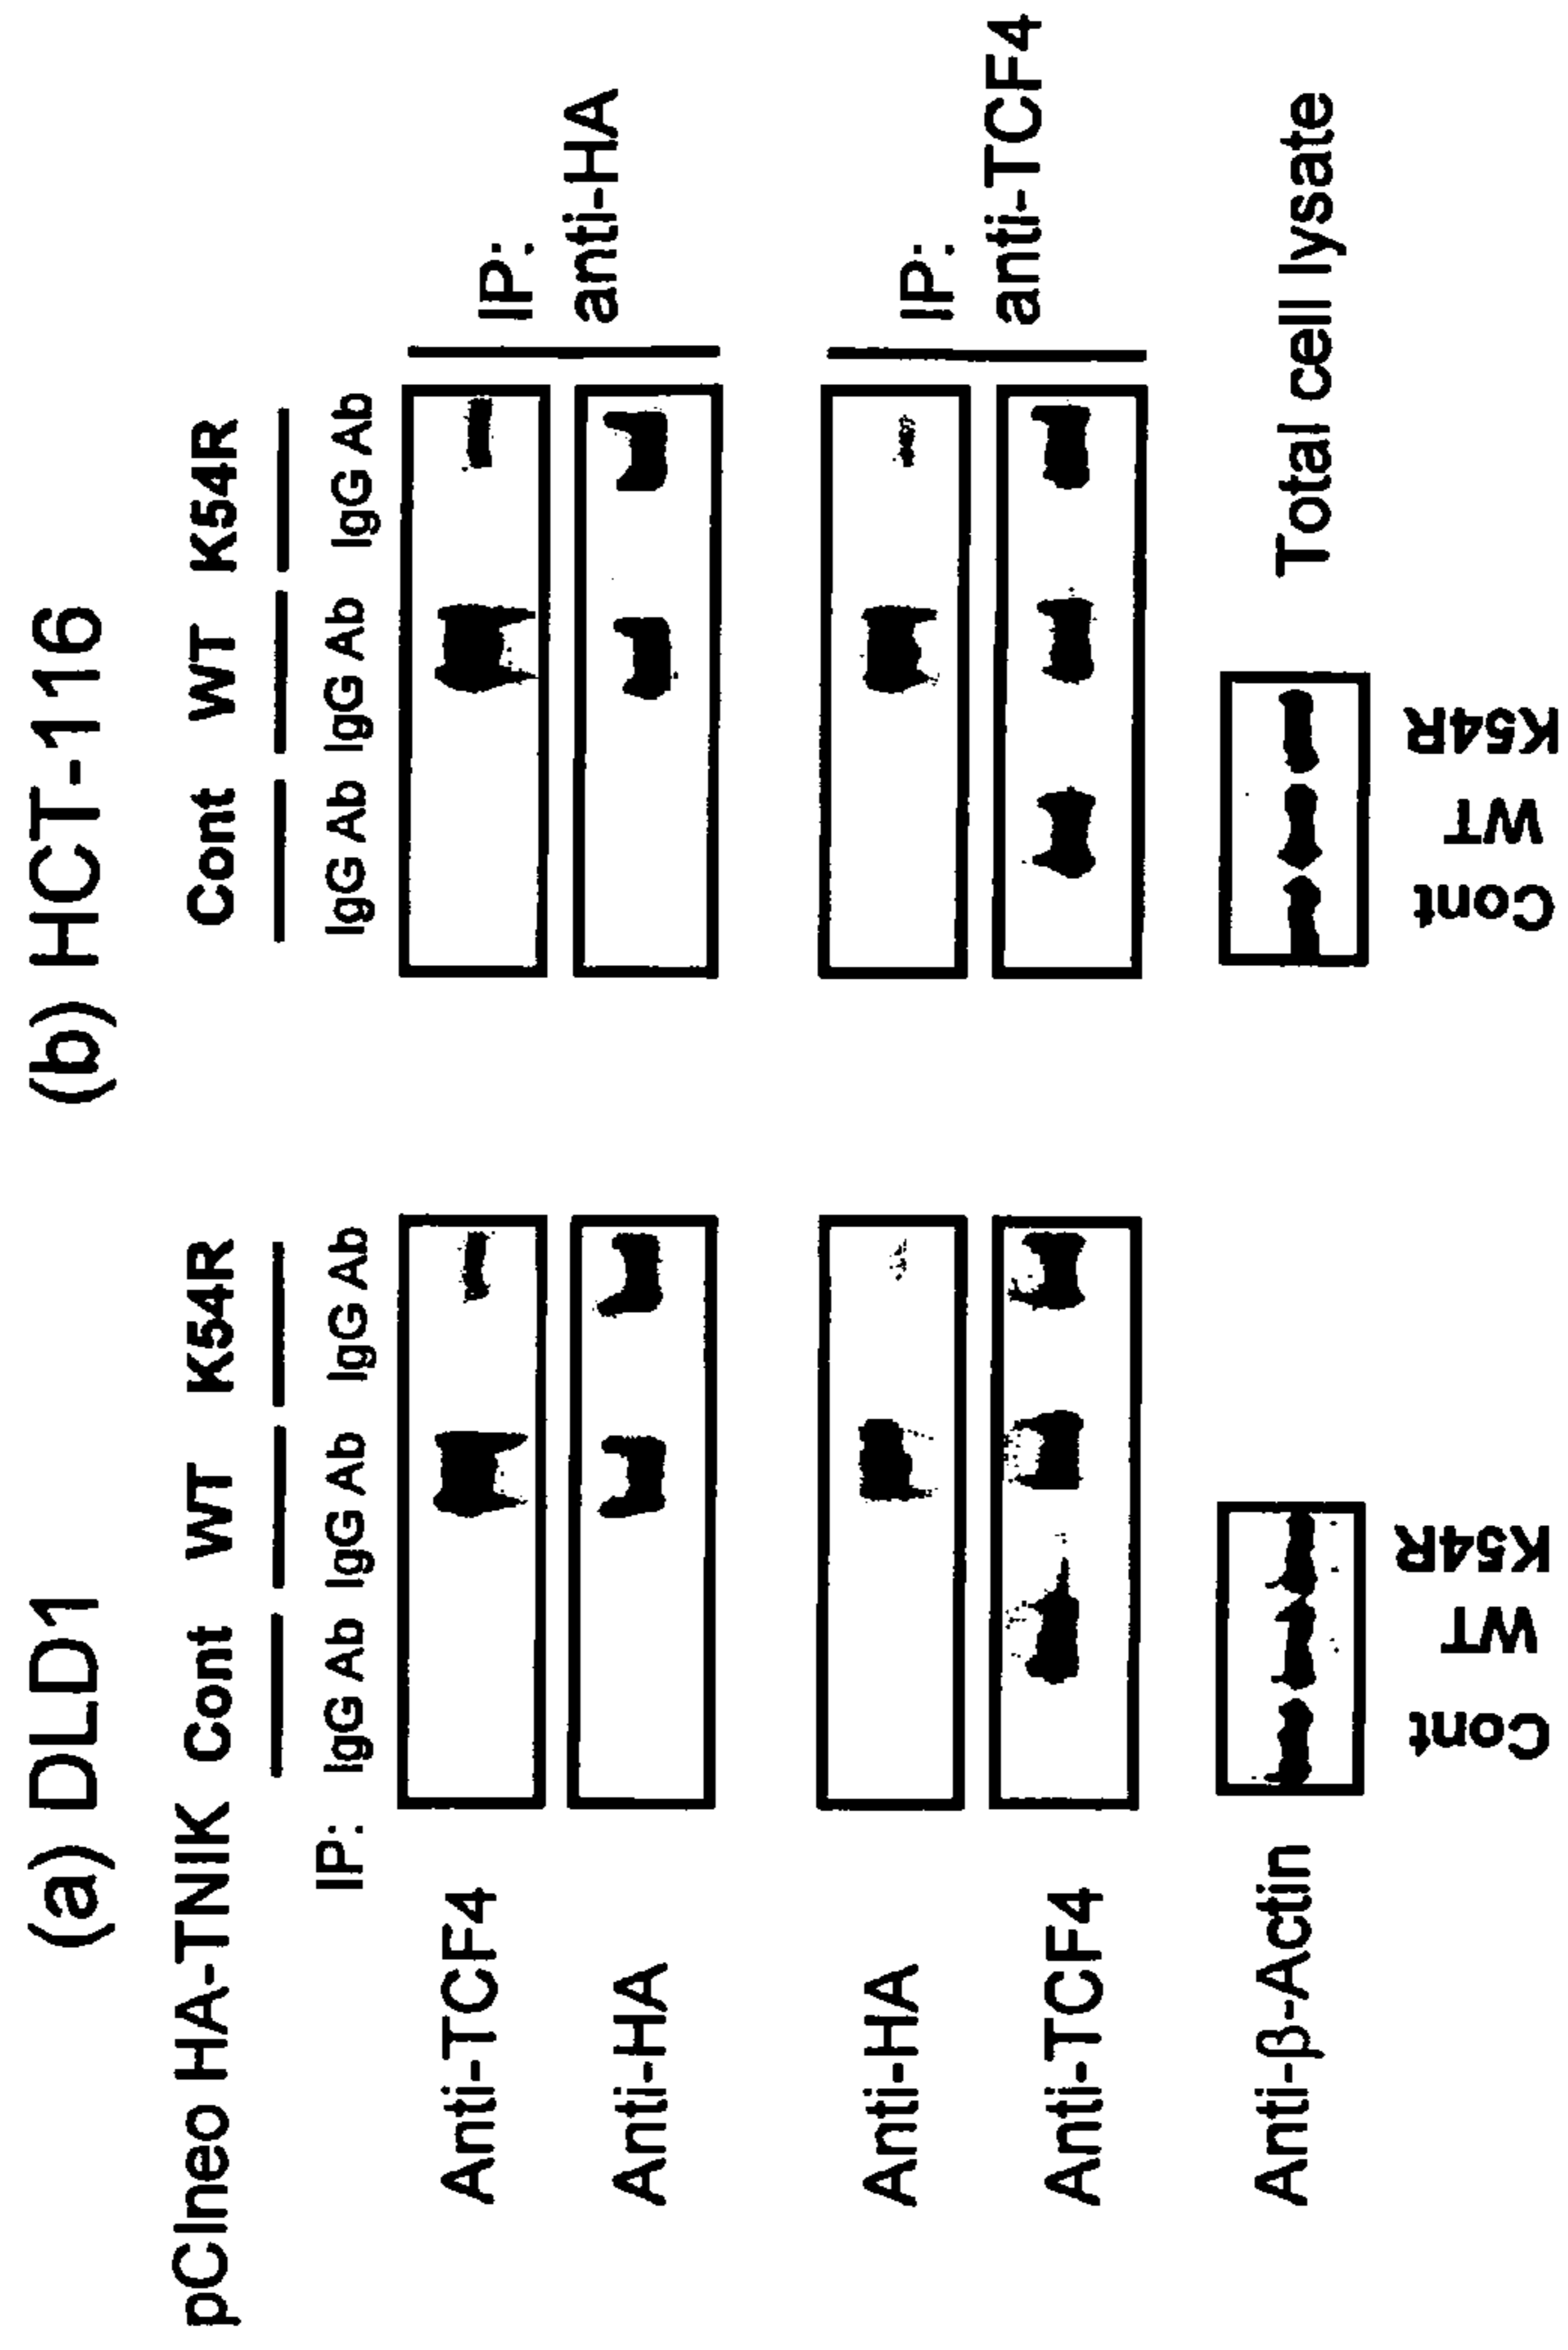 (a) DLD1 (b) HCT-116
pCIneo HA-TNIK Cont WT K54R Cont WT K54R
IP: IgG Ab IgG Ab IgG Ab IgG Ab IgG Ab IgG Ab
Anti-TCF4
Anti-HA
IP:
anti-HA
Anti-HA
Anti-TCF4
IP:
anti-TCF4
Anti-β-Actin
Total cell lysate
Cont WT K54R Cont WT K54R